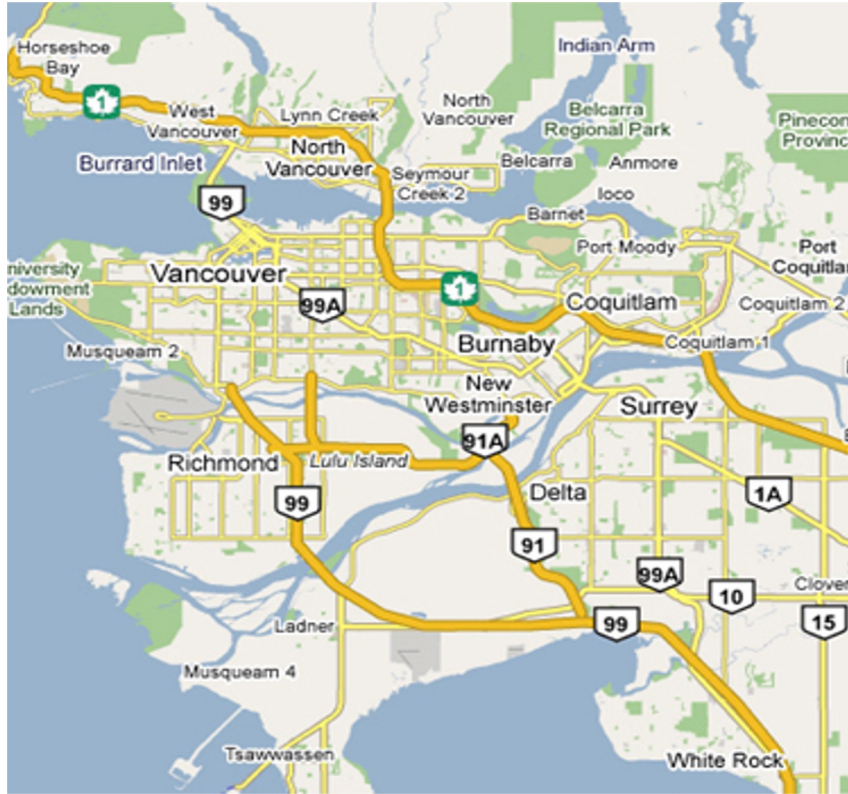 Horseshoe
Bay
1
West
Vancouver
Lynn Creek
North
Vancouver
Burrard Inlet
99
North
Vancouver
Indian Arm
Belcarra
Regional Park
Pinecon
Provinc
Seymour
Creek 2
Belcarra
Anmore
Ioco
Barnet
Port Moody
Port
Coquitlam
niversity
dowment
Lands
Vancouver
99A
1
Coquitlam
Coquitlam 2
Musqueam 2
Burnaby
Coquitlam 1
New
Westminster
Surrey
91A
Richmond
Lulu Island
99
Delta
1A
91
99A
10
Clover
15
99
Ladner
Musqueam 4
Tsawwassen
White Rock